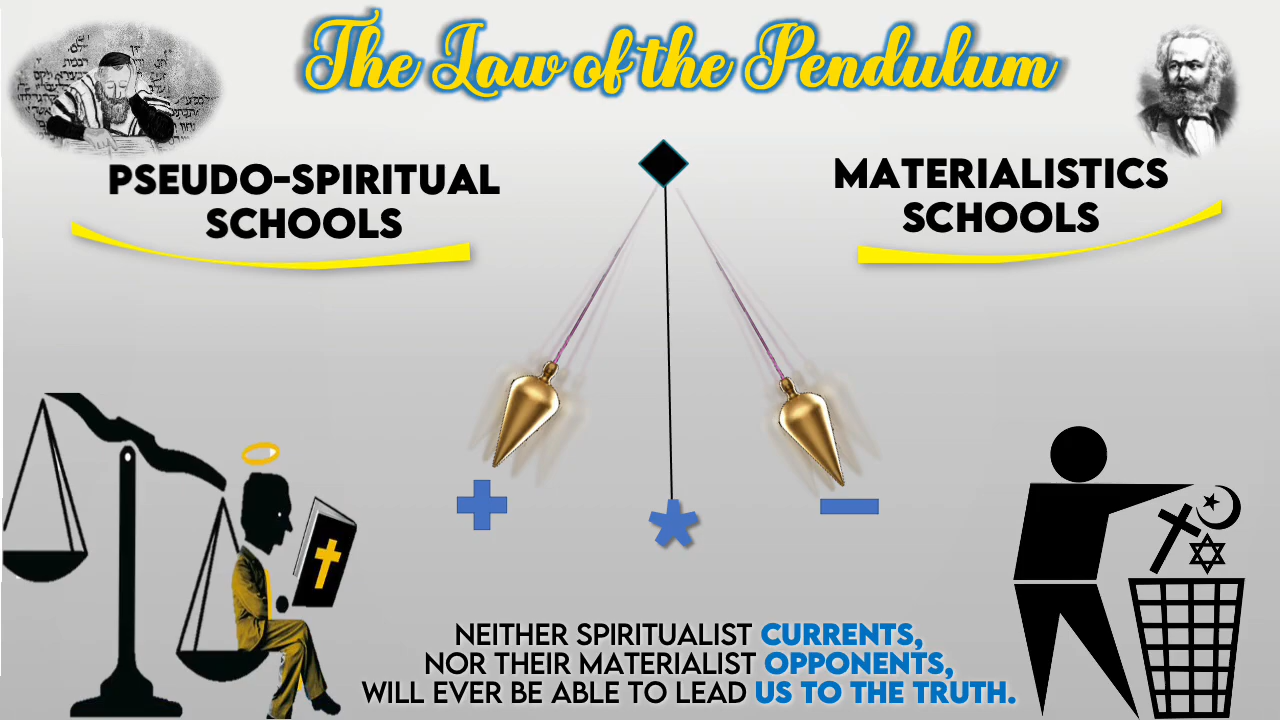 The Law of the Pendulum
PSEUDO-SPIRITUAL
SCHOOLS
MATERIALISTICS
SCHOOLS
NEITHER SPIRITUALIST CURRENTS,
NOR THEIR MATERIALIST OPPONENTS,
WILL EVER BE ABLE TO LEAD US TO THE TRUTH.